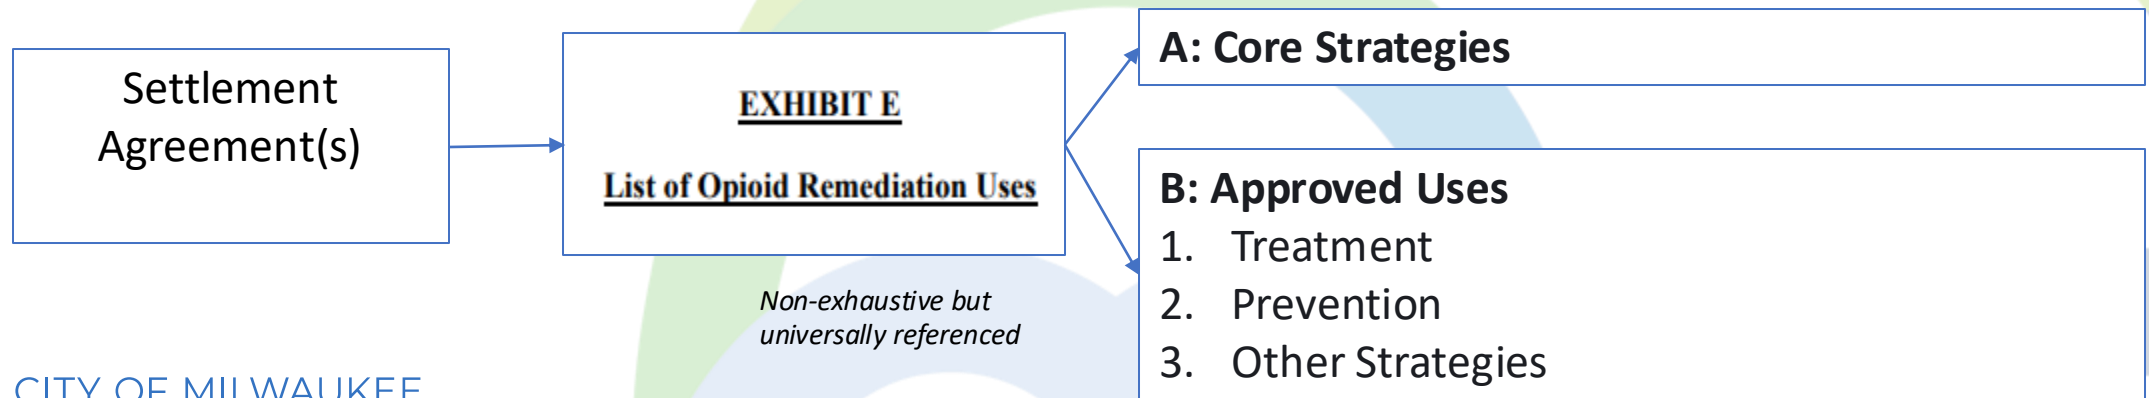 Settlement
Agreement(s)
EXHIBIT E
List of Opioid Remediation Uses
Non-exhaustive but
universally referenced
A: Core Strategies
B: Approved Uses
1. Treatment
2. Prevention
3. Other Strategies
CITY OF MILWAUKEE